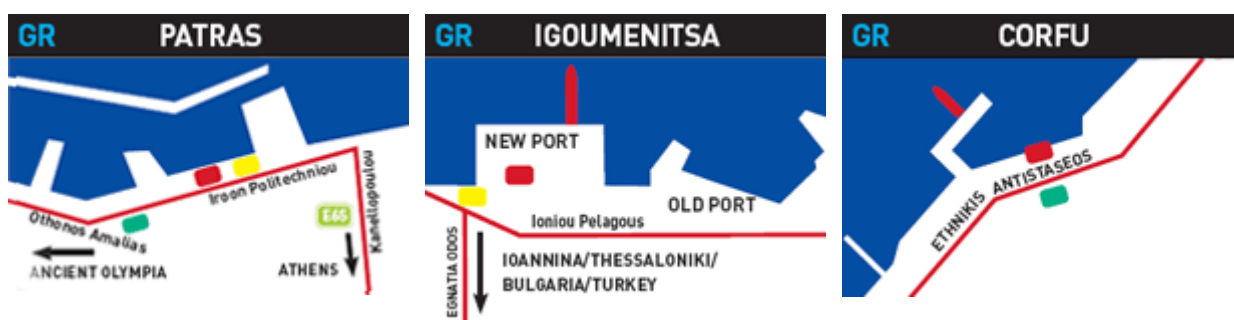 GR PATRAS
Iroon Politechniou
Kanellopoulou
Othonos Amalias
E65
ANCIENT OLYMPIA
ATHENS
GR IGOUMENITSA
NEW PORT
OLD PORT
Ioniou Pelagous
EGNATIA ODOS
IOANNINA/THESSALONIKI/
BULGARIA/TURKEY
GR CORFU
ETHNIKIS ANTISTASEOS